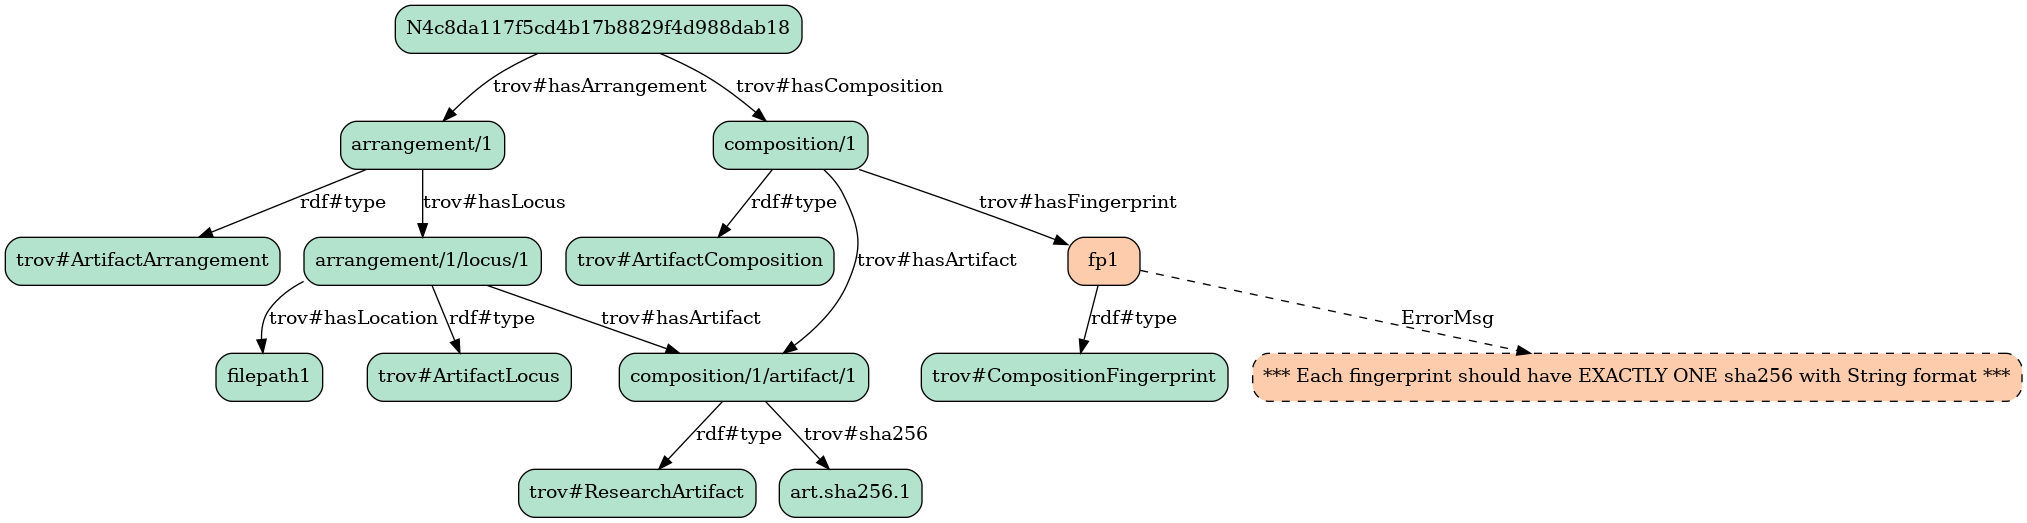 N4c8da117f5cd4b17b8829f4d988dab18
trov#hasArrangement
trov#hasComposition
arrangement/1
composition/1
rdf#type
trov#hasLocus
rdf#type
trov#hasFingerprint
trov#ArtifactArrangement
arrangement/1/locus/1
trov#ArtifactComposition
trov#hasArtifact
fp1
trov#hasLocation
rdf#type
trov#hasArtifact
rdf#type
ErrorMsg
filepath1
trov#ArtifactLocus
composition/1/artifact/1
trov#CompositionFingerprint
*** Each fingerprint should have EXACTLY ONE sha256 with String format ***
rdf#type
trov#sha256
trov#ResearchArtifact
art.sha256.1